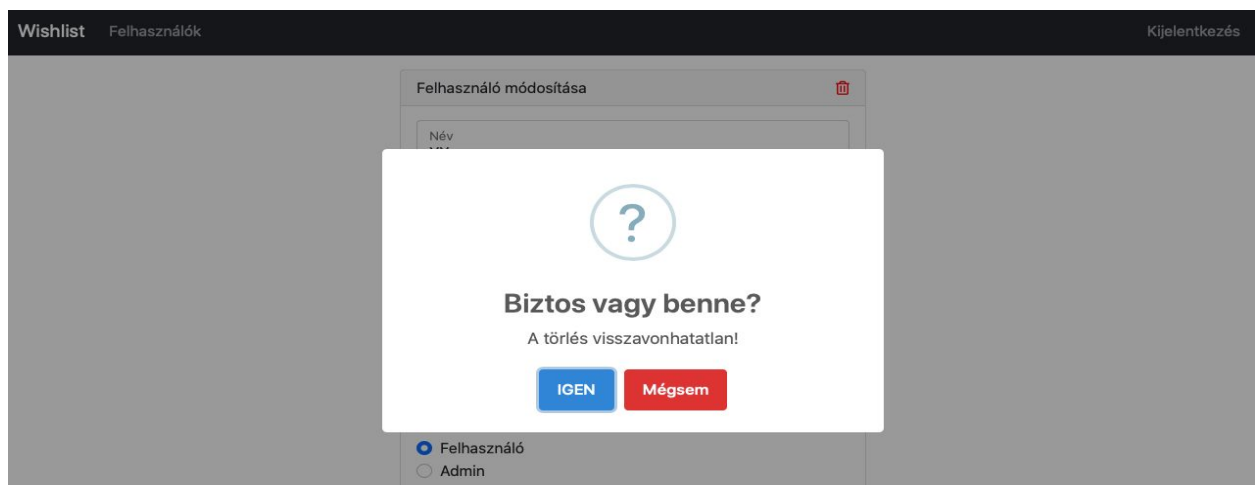 Wishlist Felhasználók Kijelentkezés
Felhasználó módosítása
Név
?
Biztos vagy benne?
A törlés visszavonhatatlan!
IGEN Mégsem
Felhasználó
Admin